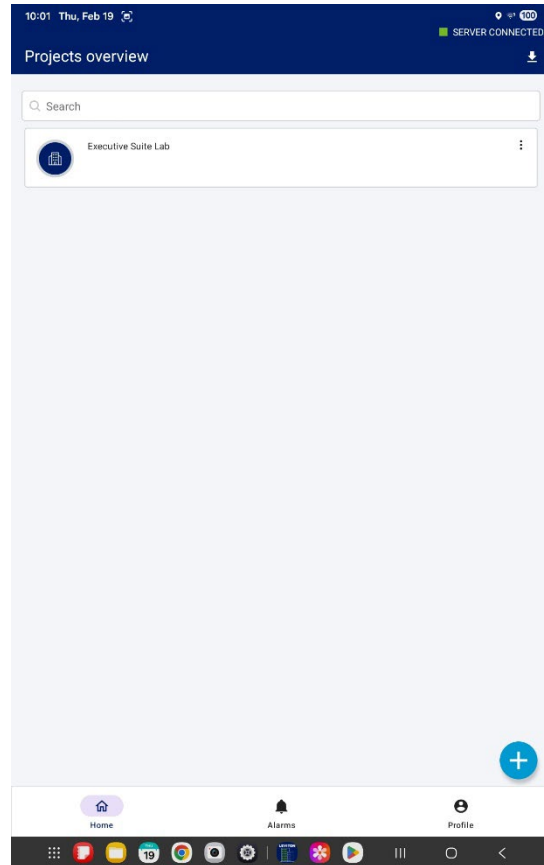 10:01 Thu, Feb 19
100
SERVER CONNECTED
Projects overview
Search
Executive Suite Lab
Home
Alarms
Profile
19